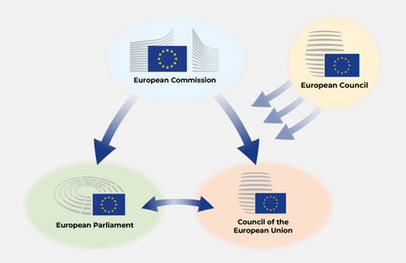 European Commission
European Council
European Parliament
Council of the
European Union